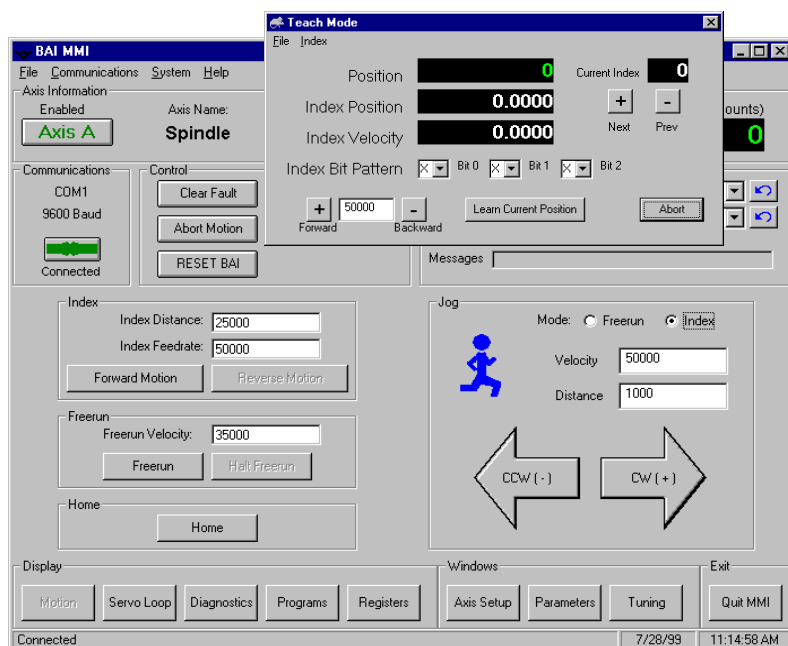 Teach Mode
File Index
Position 0 Current Index 0
Index Position 0.0000 + -
Next Prev
Index Velocity 0.0000
Index Bit Pattern X Bit 0 X Bit 1 X Bit 2
+ 50000 - Learn Current Position Abort
Forward Backward
BAI MMI
File Communications System Help
Axis Information
Enabled Axis Name: ounts)
Axis A Spindle 0
Communications
COM1
9600 Baud
Connected
Control
Clear Fault
Abort Motion
RESET BAI
Messages
Index
Index Distance: 25000
Index Feedrate: 50000
Forward Motion Reverse Motion
Freerun
Freerun Velocity: 35000
Freerun Halt Freerun
Home
Home
Jog
Mode: Freerun Index
Velocity 50000
Distance 1000
CCW ( - ) CW ( + )
Display
Motion Servo Loop Diagnostics Programs Registers
Windows
Axis Setup Parameters Tuning
Exit
Quit MMI
Connected 7/28/99 11:14:58 AM